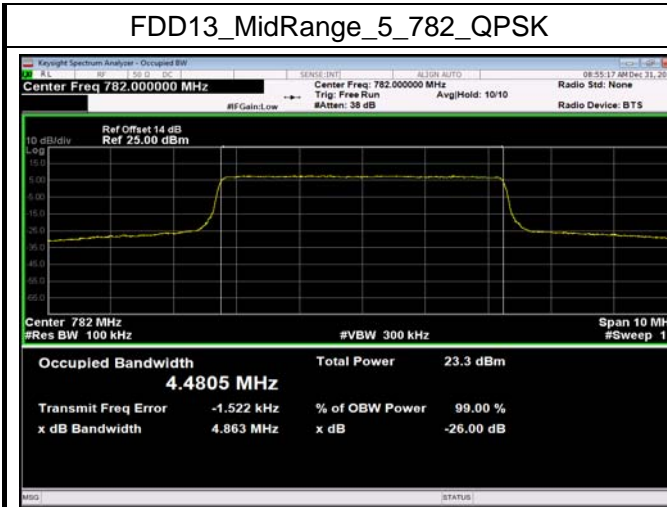 FDD13_MidRange_5_782_QPSK
Keysight Spectrum Analyzer - Occupied BW
RL RF 50 Ω DC SENSE:INT ALIGN AUTO 08:55:17 AM Dec 31, 20
Center Freq 782.000000 MHz Center Freq: 782.000000 MHz Radio Std: None
Trig: Free Run Avg|Hold: 10/10
#IFGain:Low #Atten: 38 dB Radio Device: BTS
Ref Offset 14 dB
10 dB/div Ref 25.00 dBm
Log
15.0
5.00
-5.00
-15.0
-25.0
-35.0
-45.0
-55.0
-65.0
Center 782 MHz Span 10 MH
#Res BW 100 kHz #VBW 300 kHz #Sweep 1
Occupied Bandwidth Total Power 23.3 dBm
4.4805 MHz
Transmit Freq Error -1.522 kHz % of OBW Power 99.00 %
x dB Bandwidth 4.863 MHz x dB -26.00 dB
MSG STATUS